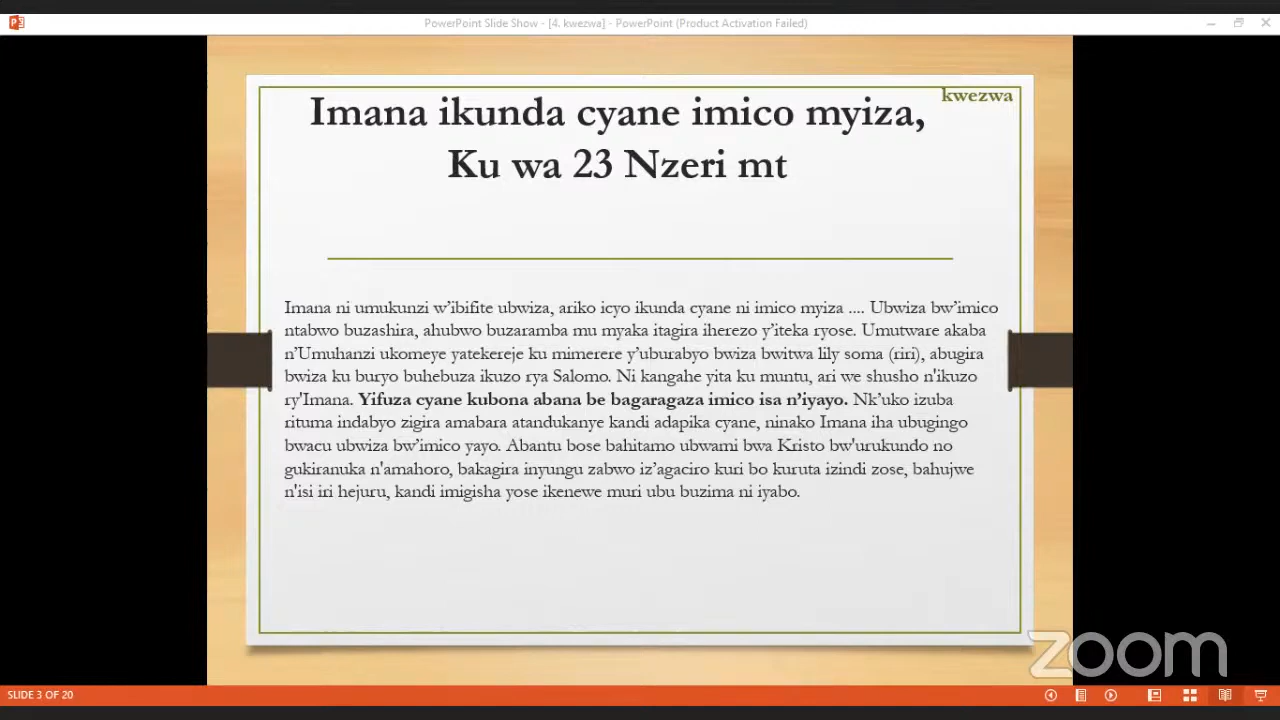 PowerPoint Slide Show - [4. kwezwa] - PowerPoint (Product Activation Failed)
kwezwa
Imana ikunda cyane imico myiza,
Ku wa 23 Nzeri mt
Imana ni umukunzi w’ibifite ubwiza, ariko icyo ikunda cyane ni imico myiza .... Ubwiza bw’imico
ntabwo buzashira, ahubwo buzaramba mu myaka itagira iherezo y’iteka ryose. Umutware akaba
n’Umuhanzi ukomeye yatekereje ku mimerere y’uburabyo bwiza bwitwa lily soma (riri), abugira
bwiza ku buryo buhebuza ikuzo rya Salomo. Ni kangahe yita ku muntu, ari we shusho n'ikuzo
ry'Imana. Yifuza cyane kubona abana be bagaragaza imico isa n’iyayo. Nk’uko izuba
rituma indabyo zigira amabara atandukanye kandi adapika cyane, ninako Imana iha ubugingo
bwacu ubwiza bw’imico yayo. Abantu bose bahitamo ubwami bwa Kristo bw'urukundo no
gukiranuka n'amahoro, bakagira inyungu zabwo iz’agaciro kuri bo kuruta izindi zose, bahujwe
n'isi iri hejuru, kandi imigisha yose ikenewe muri ubu buzima ni iyabo.
zoom
SLIDE 3 OF 20